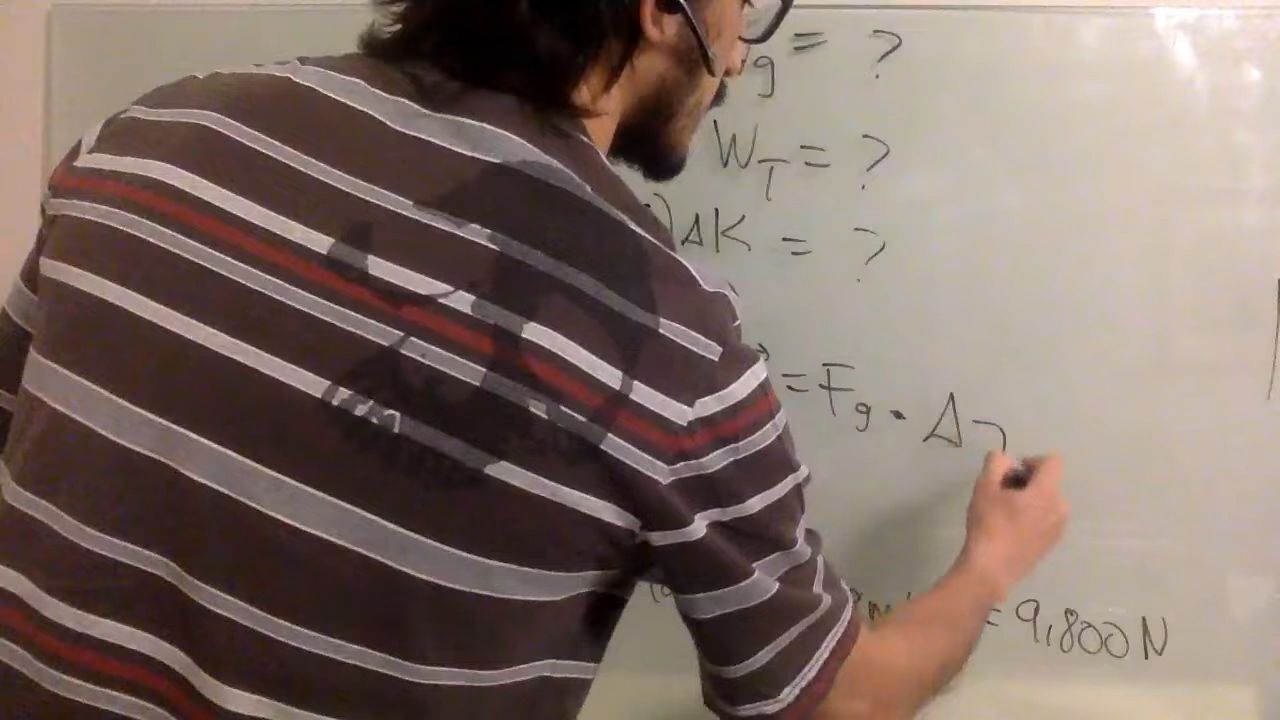 g = ?
W_T = ?
) ΔK = ?
= F_g · Δ
= 9,800 N